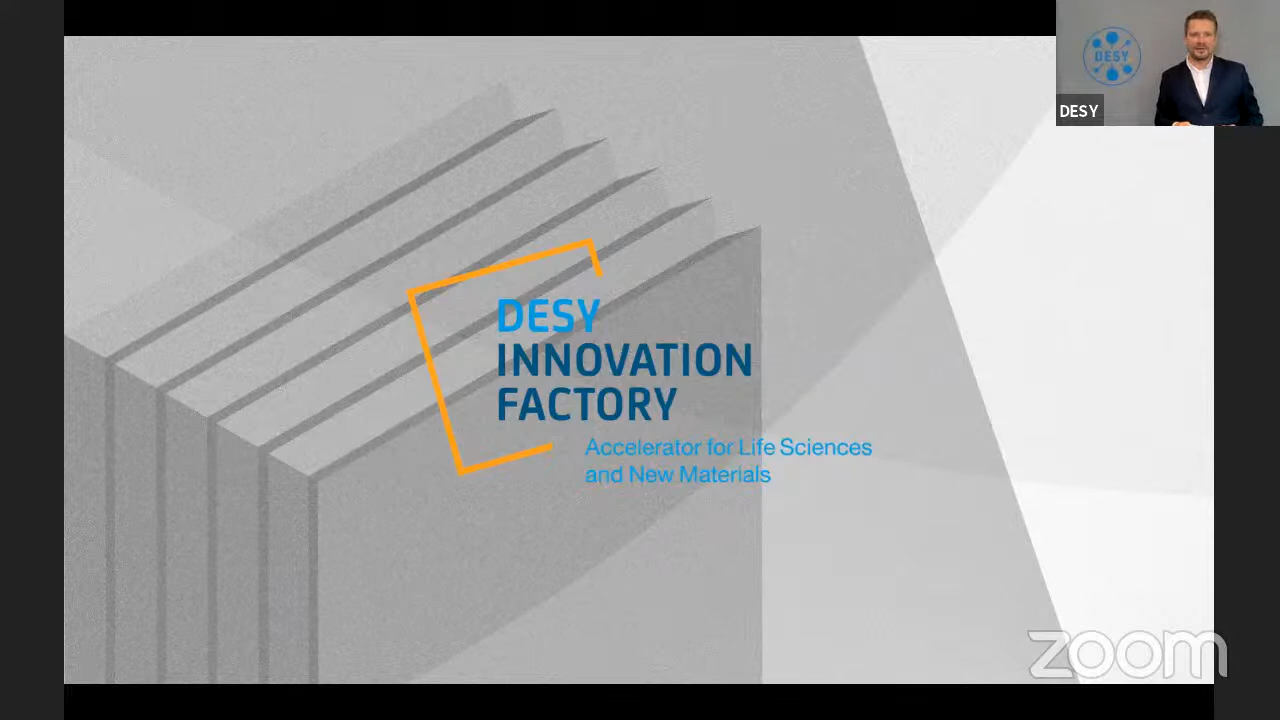 DESY
DESY
DESY
INNOVATION
FACTORY
Accelerator for Life Sciences
and New Materials
zoom